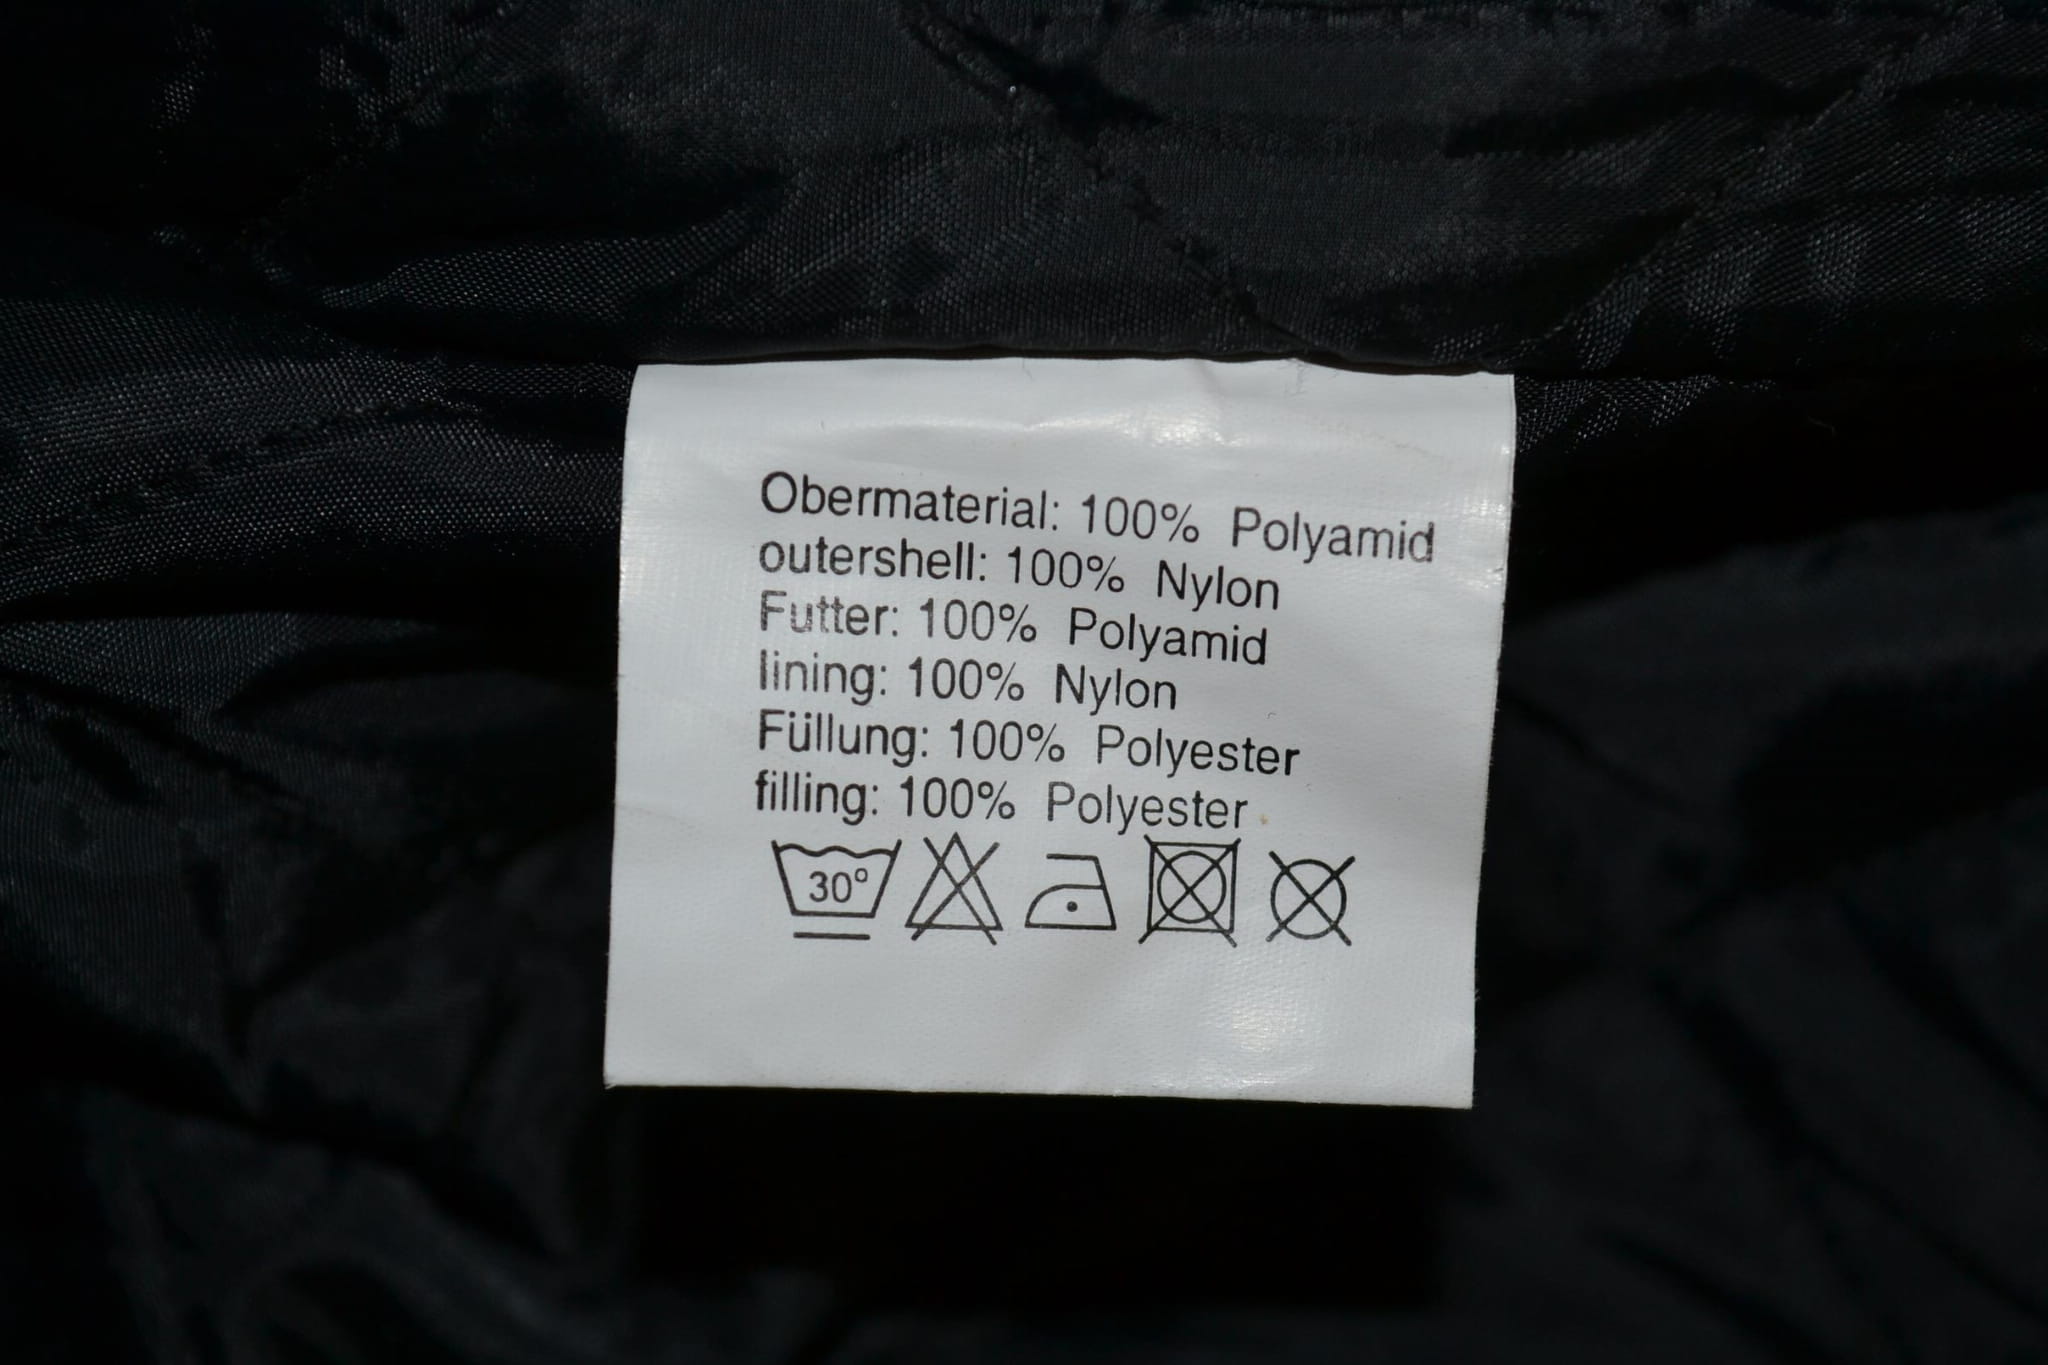 Obermaterial: 100% Polyamid
outershell: 100% Nylon
Futter: 100% Polyamid
lining: 100% Nylon
Füllung: 100% Polyester
filling: 100% Polyester
30°